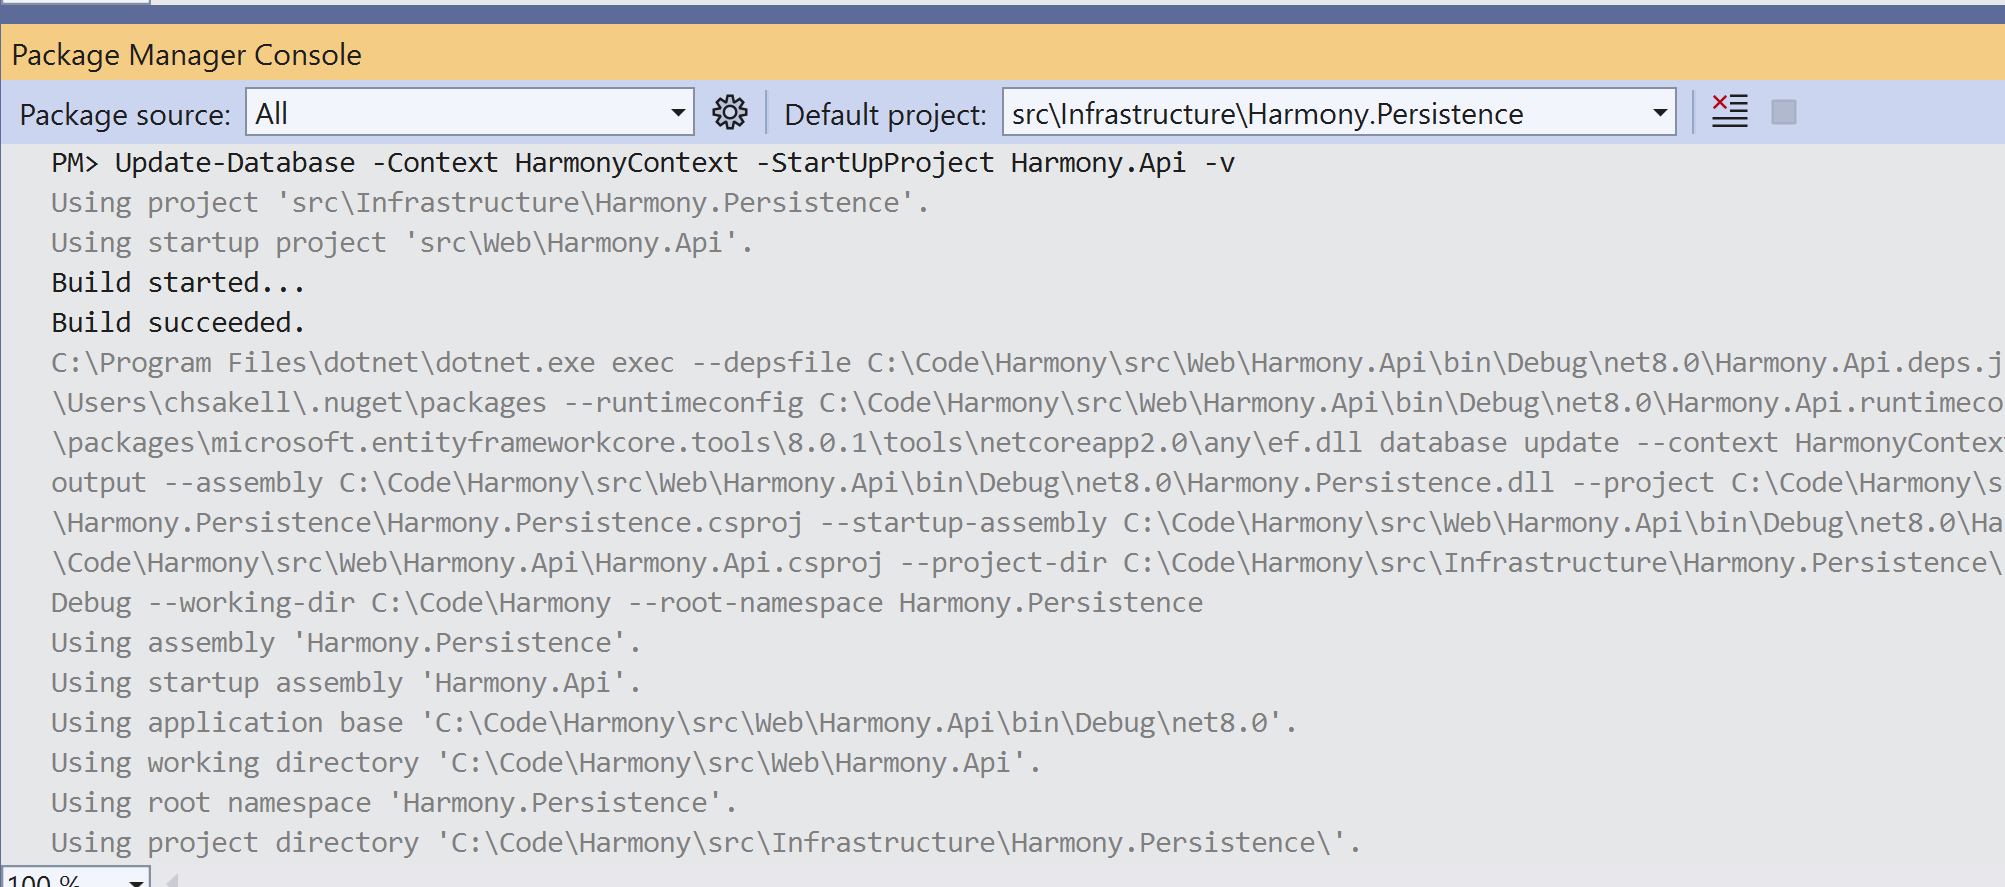 Package Manager Console
Package source: All Default project: src\Infrastructure\Harmony.Persistence
PM> Update-Database -Context HarmonyContext -StartUpProject Harmony.Api -v
Using project 'src\Infrastructure\Harmony.Persistence'.
Using startup project 'src\Web\Harmony.Api'.
Build started...
Build succeeded.
C:\Program Files\dotnet\dotnet.exe exec --depsfile C:\Code\Harmony\src\Web\Harmony.Api\bin\Debug\net8.0\Harmony.Api.deps.j
\Users\chsakell\.nuget\packages --runtimeconfig C:\Code\Harmony\src\Web\Harmony.Api\bin\Debug\net8.0\Harmony.Api.runtimeco
\packages\microsoft.entityframeworkcore.tools\8.0.1\tools\netcoreapp2.0\any\ef.dll database update --context HarmonyContext
output --assembly C:\Code\Harmony\src\Web\Harmony.Api\bin\Debug\net8.0\Harmony.Persistence.dll --project C:\Code\Harmony\s
\Harmony.Persistence\Harmony.Persistence.csproj --startup-assembly C:\Code\Harmony\src\Web\Harmony.Api\bin\Debug\net8.0\Ha
\Code\Harmony\src\Web\Harmony.Api\Harmony.Api.csproj --project-dir C:\Code\Harmony\src\Infrastructure\Harmony.Persistence\
Debug --working-dir C:\Code\Harmony --root-namespace Harmony.Persistence
Using assembly 'Harmony.Persistence'.
Using startup assembly 'Harmony.Api'.
Using application base 'C:\Code\Harmony\src\Web\Harmony.Api\bin\Debug\net8.0'.
Using working directory 'C:\Code\Harmony\src\Web\Harmony.Api'.
Using root namespace 'Harmony.Persistence'.
Using project directory 'C:\Code\Harmony\src\Infrastructure\Harmony.Persistence\'.
100 %